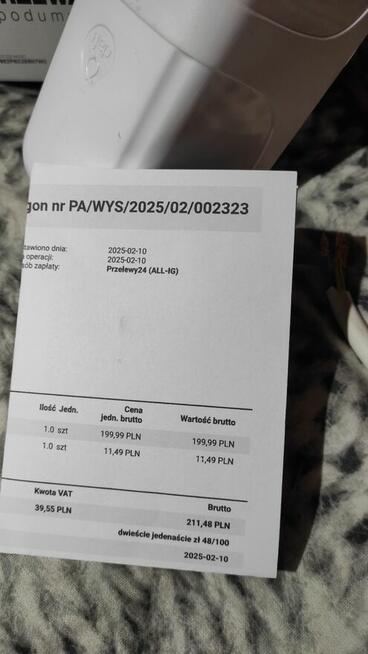 podum
gon nr PA/WYS/2025/02/002323
tawiono dnia: 2025-02-10
operacji: 2025-02-10
sób zapłaty: Przelewy24 (ALL-IG)
Ilość Jedn. Cena jedn. brutto Wartość brutto
1.0 szt 199,99 PLN 199,99 PLN
1.0 szt 11,49 PLN 11,49 PLN
Kwota VAT Brutto
39,55 PLN 211,48 PLN
dwieście jedenaście zł 48/100
2025-02-10